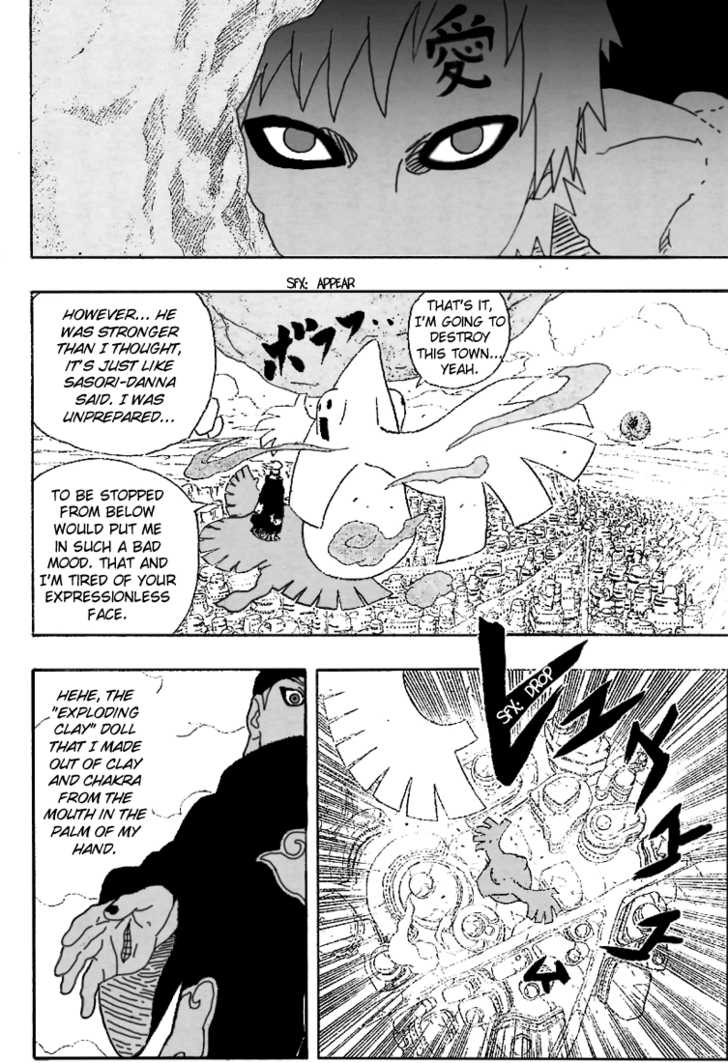 愛
SFX: APPEAR
ボフフ..
THAT'S IT,
I'M GOING TO
DESTROY
THIS TOWN...
YEAH.
HOWEVER... HE
WAS STRONGER
THAN I THOUGHT,
IT'S JUST LIKE
SASORI-DANNA
SAID. I WAS
UNPREPARED...
TO BE STOPPED
FROM BELOW
WOULD PUT ME
IN SUCH A BAD
MOOD. THAT AND
I'M TIRED OF YOUR
EXPRESSIONLESS
FACE.
SFX: DROP
HEHE, THE
"EXPLODING
CLAY" DOLL
THAT I MADE
OUT OF CLAY
AND CHAKRA
FROM THE
MOUTH IN THE
PALM OF MY
HAND.